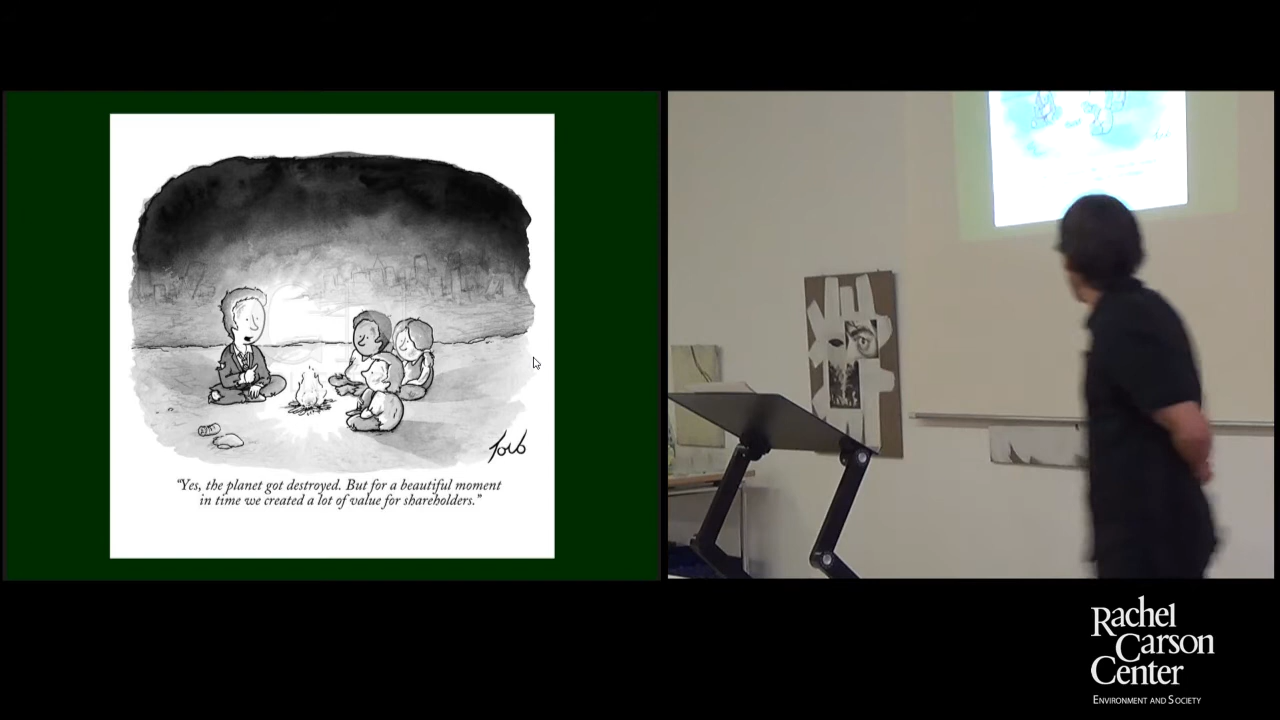 “Yes, the planet got destroyed. But for a beautiful moment
in time we created a lot of value for shareholders.”
Rachel
Carson
Center
Environment and Society